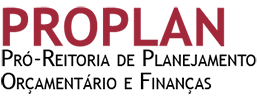 PROPLAN
PRÓ-REITORIA DE PLANEJAMENTO
ORÇAMENTÁRIO E FINANÇAS